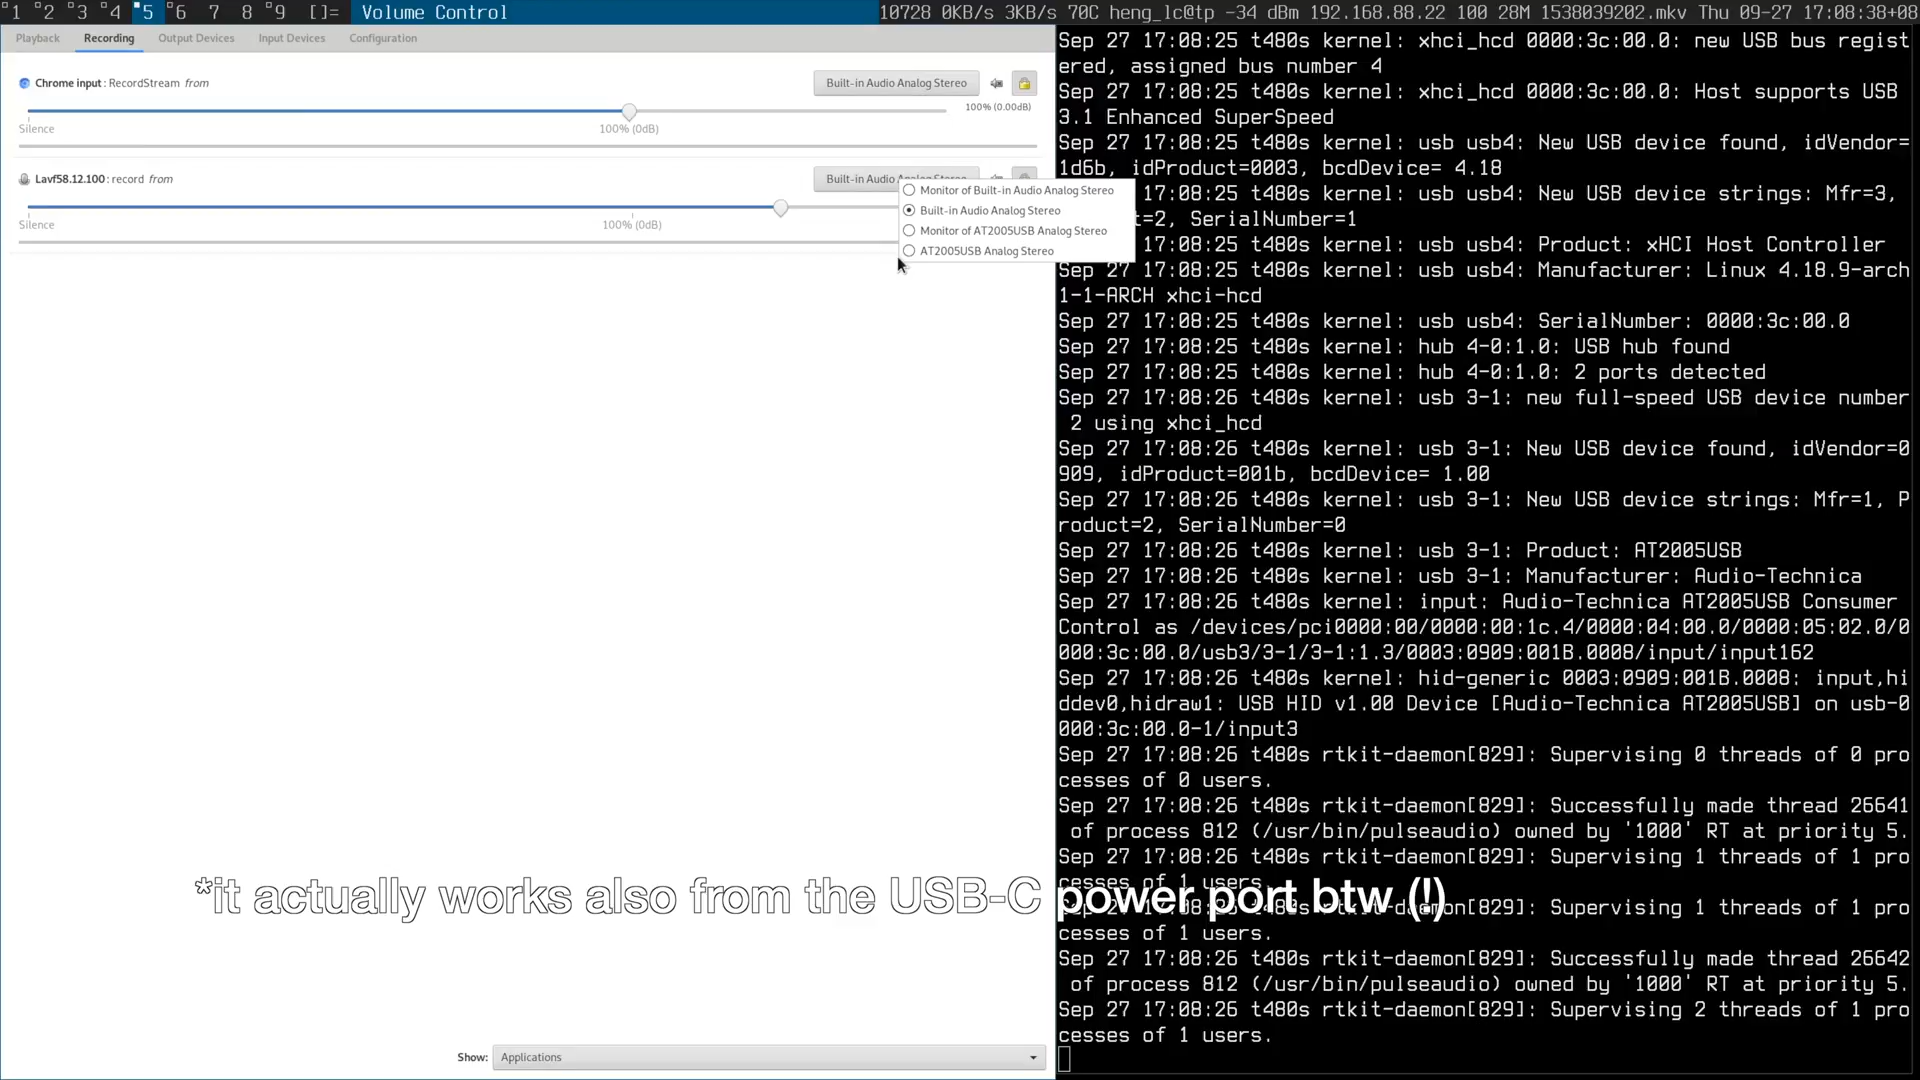 1 2 3 4 5 6 7 8 9 []= Volume Control 10728 0KB/s 3KB/s 70C heng_lc@tp -34 dBm 192.168.88.22 100 28M 1538039202.mkv Thu 09-27 17:08:38+08
Playback Recording Output Devices Input Devices Configuration
Chrome input : RecordStream from Built-in Audio Analog Stereo
100% (0.00dB)
Silence 100% (0dB)
Lavf58.12.100 : record from Built-in Audio Analog Stereo
Silence 100% (0dB)
Monitor of Built-in Audio Analog Stereo
Built-in Audio Analog Stereo
Monitor of AT2005USB Analog Stereo
AT2005USB Analog Stereo
Show: Applications
Sep 27 17:08:25 t480s kernel: xhci_hcd 0000:3c:00.0: new USB bus regist
ered, assigned bus number 4
Sep 27 17:08:25 t480s kernel: xhci_hcd 0000:3c:00.0: Host supports USB
3.1 Enhanced SuperSpeed
Sep 27 17:08:25 t480s kernel: usb usb4: New USB device found, idVendor=
1d6b, idProduct=0003, bcdDevice= 4.18
17:08:25 t480s kernel: usb usb4: New USB device strings: Mfr=3,
t=2, SerialNumber=1
17:08:25 t480s kernel: usb usb4: Product: xHCI Host Controller
Sep 27 17:08:25 t480s kernel: usb usb4: Manufacturer: Linux 4.18.9-arch
1-1-ARCH xhci-hcd
Sep 27 17:08:25 t480s kernel: usb usb4: SerialNumber: 0000:3c:00.0
Sep 27 17:08:25 t480s kernel: hub 4-0:1.0: USB hub found
Sep 27 17:08:25 t480s kernel: hub 4-0:1.0: 2 ports detected
Sep 27 17:08:26 t480s kernel: usb 3-1: new full-speed USB device number
2 using xhci_hcd
Sep 27 17:08:26 t480s kernel: usb 3-1: New USB device found, idVendor=0
909, idProduct=001b, bcdDevice= 1.00
Sep 27 17:08:26 t480s kernel: usb 3-1: New USB device strings: Mfr=1, P
roduct=2, SerialNumber=0
Sep 27 17:08:26 t480s kernel: usb 3-1: Product: AT2005USB
Sep 27 17:08:26 t480s kernel: usb 3-1: Manufacturer: Audio-Technica
Sep 27 17:08:26 t480s kernel: input: Audio-Technica AT2005USB Consumer
Control as /devices/pci0000:00/0000:00:1c.4/0000:04:00.0/0000:05:02.0/0
000:3c:00.0/usb3/3-1/3-1:1.3/0003:0909:001B.0008/input/input162
Sep 27 17:08:26 t480s kernel: hid-generic 0003:0909:001B.0008: input,hi
ddev0,hidraw1: USB HID v1.00 Device [Audio-Technica AT2005USB] on usb-0
000:3c:00.0-1/input3
Sep 27 17:08:26 t480s rtkit-daemon[829]: Supervising 0 threads of 0 pro
cesses of 0 users.
Sep 27 17:08:26 t480s rtkit-daemon[829]: Successfully made thread 26641
of process 812 (/usr/bin/pulseaudio) owned by '1000' RT at priority 5.
Sep 27 17:08:26 t480s rtkit-daemon[829]: Supervising 1 threads of 1 pro
cesses of 1 users.
*it actually works also from the USB-C power port btw (!)
Sep 27 17:08:26 t480s rtkit-daemon[829]: Supervising 1 threads of 1 pro
cesses of 1 users.
Sep 27 17:08:26 t480s rtkit-daemon[829]: Successfully made thread 26642
of process 812 (/usr/bin/pulseaudio) owned by '1000' RT at priority 5.
Sep 27 17:08:26 t480s rtkit-daemon[829]: Supervising 2 threads of 1 pro
cesses of 1 users.